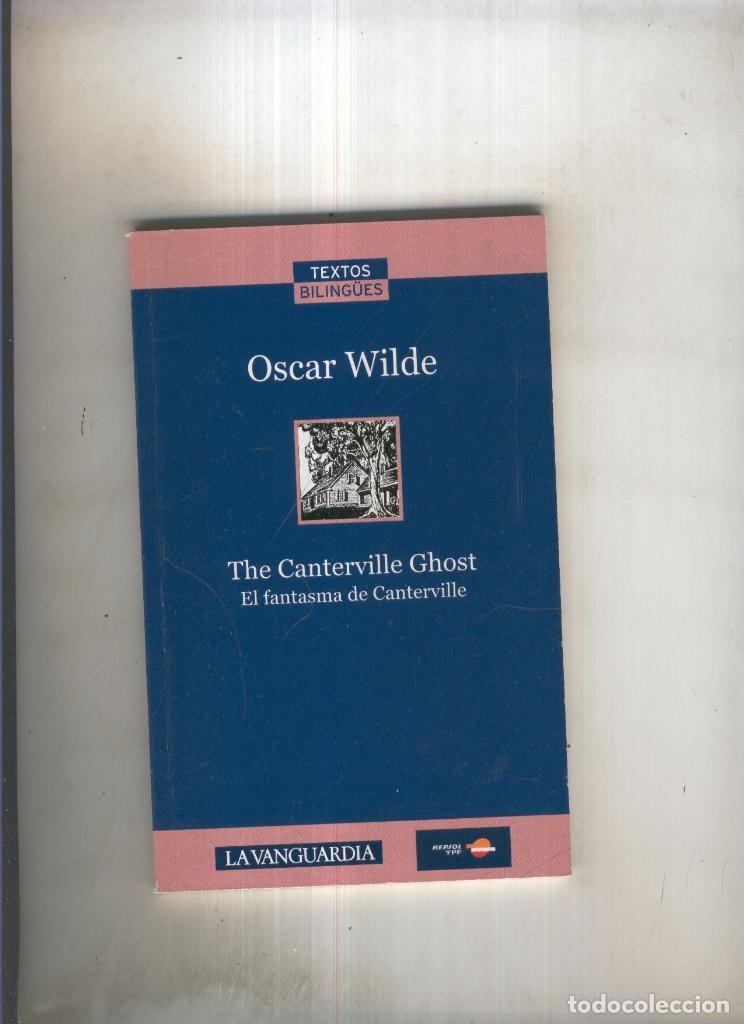 TEXTOS
BILINGÜES
Oscar Wilde
The Canterville Ghost
El fantasma de Canterville
LA VANGUARDIA
REPSOL
YPF
todocoleccion